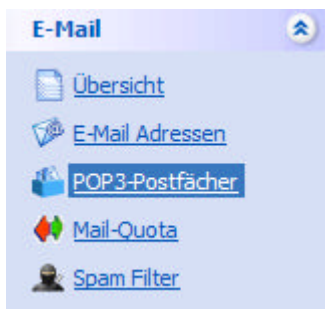 E-Mail
Übersicht
E-Mail Adressen
POP3-Postfächer
Mail-Quota
Spam Filter